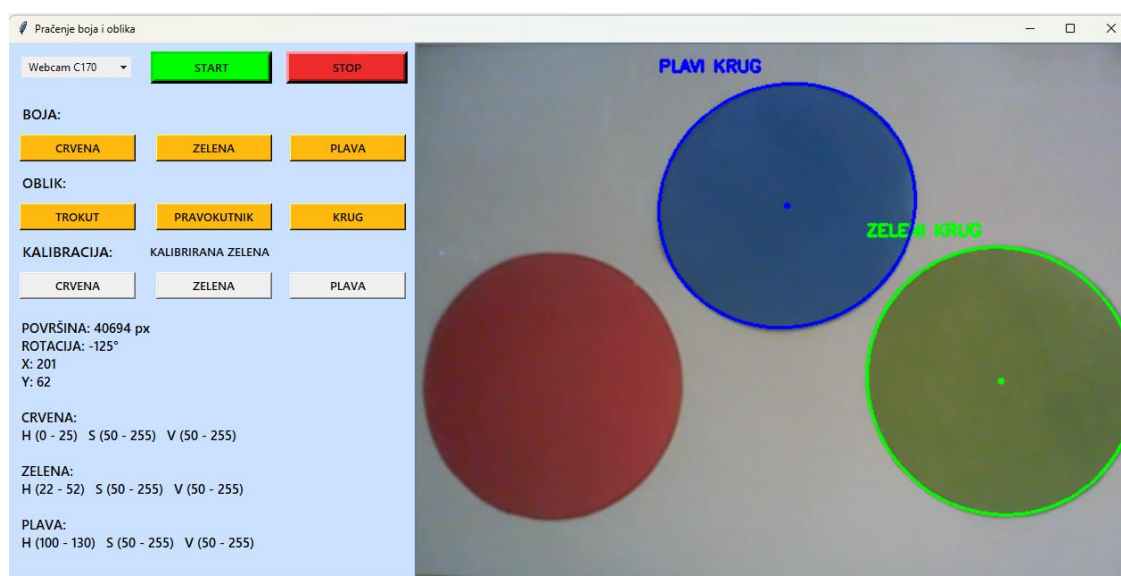 Pračenje boja i oblika
Webcam C170
START
STOP
BOJA:
CRVENA
ZELENA
PLAVA
OBLIK:
TROKUT
PRAVOKUTNIK
KRUG
KALIBRACIJA:
KALIBRIRANA ZELENA
CRVENA
ZELENA
PLAVA
POVRŠINA: 40694 px
ROTACIJA: -125°
X: 201
Y: 62
CRVENA:
H (0 - 25) S (50 - 255) V (50 - 255)
ZELENA:
H (22 - 52) S (50 - 255) V (50 - 255)
PLAVA:
H (100 - 130) S (50 - 255) V (50 - 255)
PLAVI KRUG
ZELENI KRUG